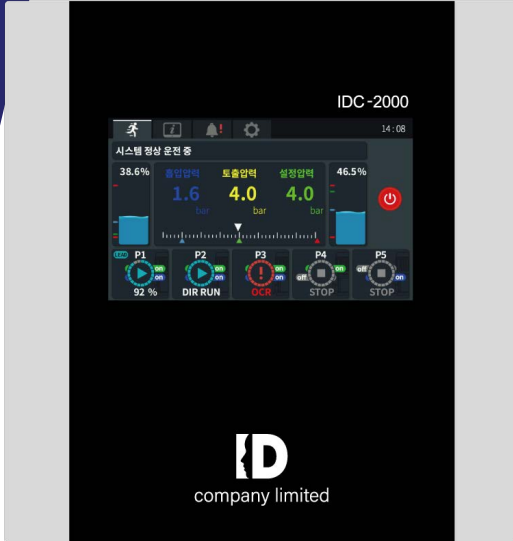 IDC-2000
14:08
시스템 정상 운전 중
38.6%
흡입압력 토출압력 설정압력
46.5%
1.6 4.0 4.0
bar bar bar
LEAD P1 P2 P3 P4 P5
on on on on off
on on on off on on
92 % DIR RUN OCR STOP STOP
ID
company limited